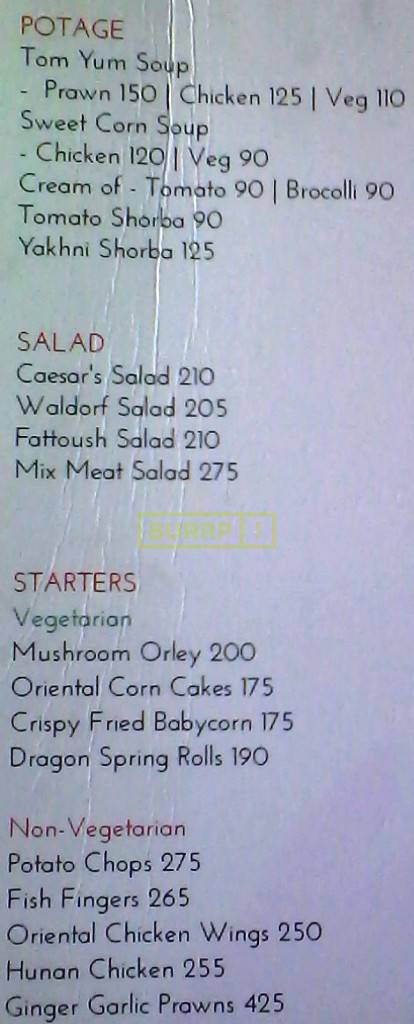 POTAGE
Tom Yum Soup
- Prawn 150 | Chicken 125 | Veg 110
Sweet Corn Soup
- Chicken 120 | Veg 90
Cream of - Tomato 90 | Brocolli 90
Tomato Shorba 90
Yakhni Shorba 125
SALAD
Caesar's Salad 210
Waldorf Salad 205
Fattoush Salad 210
Mix Meat Salad 275
BURRP!
STARTERS
Vegetarian
Mushroom Orley 200
Oriental Corn Cakes 175
Crispy Fried Babycorn 175
Dragon Spring Rolls 190
Non-Vegetarian
Potato Chops 275
Fish Fingers 265
Oriental Chicken Wings 250
Hunan Chicken 255
Ginger Garlic Prawns 425